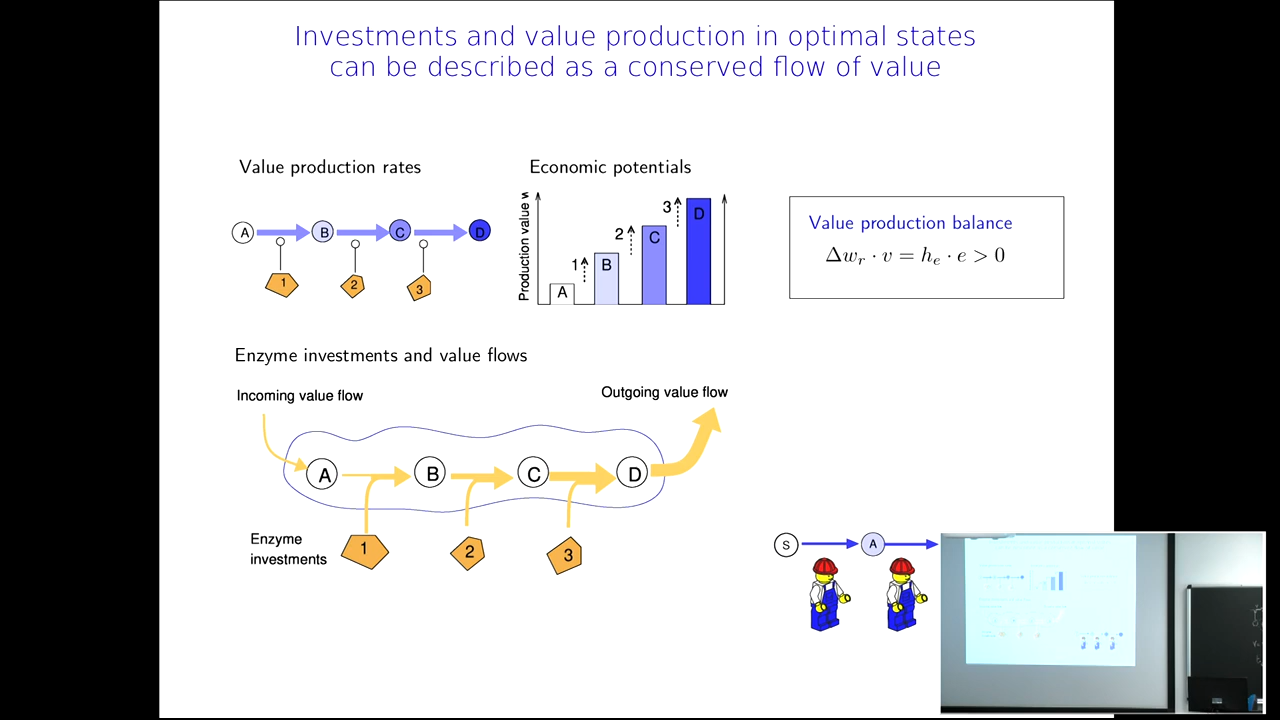 Investments and value production in optimal states
can be described as a conserved flow of value
Value production rates
A B C D
1 2 3
Economic potentials
Production value w
A 1 B 2 C 3 D
Value production balance
Δw_r · v = h_e · e > 0
Enzyme investments and value flows
Incoming value flow
Outgoing value flow
A B C D
Enzyme
investments
1 2 3
S A